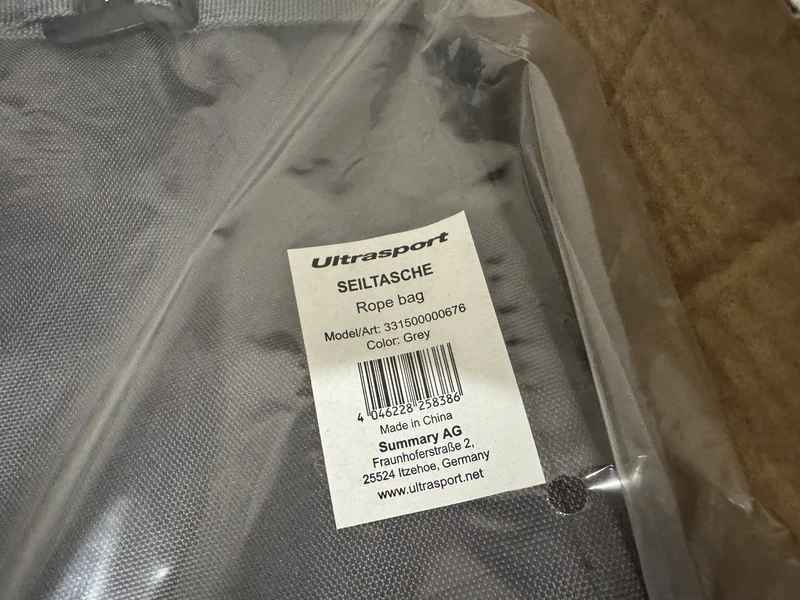 Ultrasport
SEILTASCHE
Rope bag
Model/Art: 331500000676
Color: Grey
4 046228 258386
Made in China
Summary AG
Fraunhoferstraße 2,
25524 Itzehoe, Germany
www.ultrasport.net